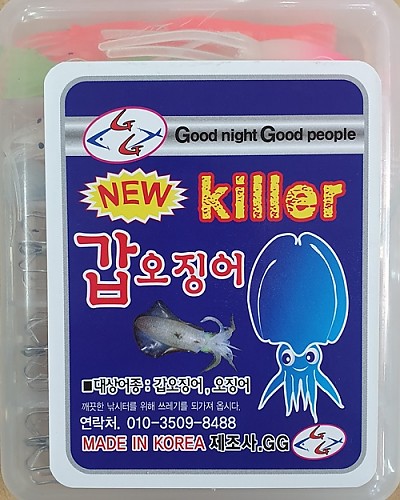 GG
Good night Good people
NEW
killer
갑오징어
■대상어종 : 갑오징어, 오징어
깨끗한 낚시터를 위해 쓰레기를 되가져 옵시다.
연락처. 010-3509-8488
MADE IN KOREA 제조사.GG
GG